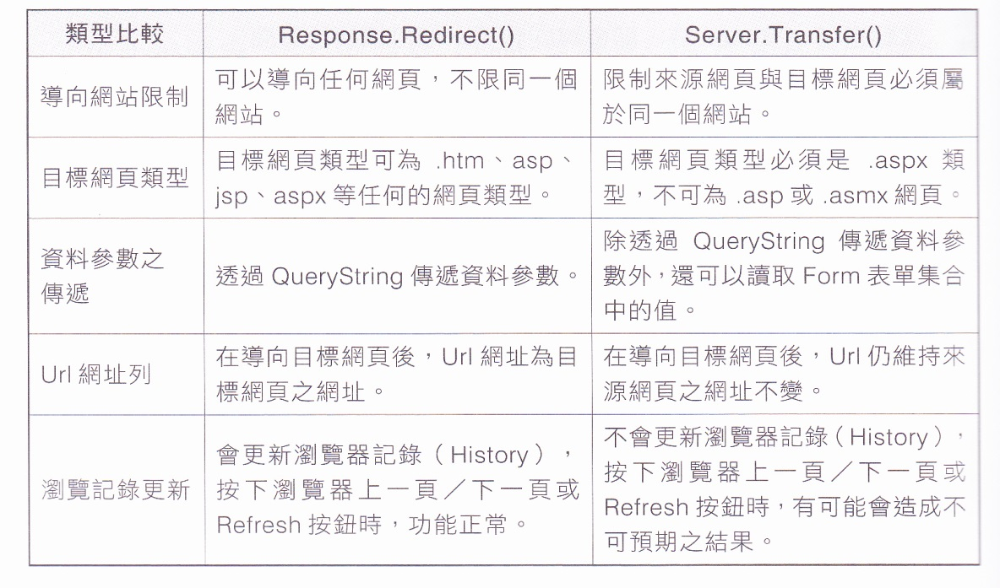 類型比較
Response.Redirect()
Server.Transfer()
導向網站限制
可以導向任何網頁，不限同一個
網站。
限制來源網頁與目標網頁必須屬
於同一個網站。
目標網頁類型
目標網頁類型可為 .htm、asp、
jsp、aspx 等任何的網頁類型。
目標網頁類型必須是 .aspx 類
型，不可為 .asp 或 .asmx 網頁。
資料參數之
傳遞
透過 QueryString 傳遞資料參數。
除透過 QueryString 傳遞資料參
數外，還可以讀取 Form 表單集合
中的值。
Url 網址列
在導向目標網頁後，Url 網址為目
標網頁之網址。
在導向目標網頁後，Url 仍維持來
源網頁之網址不變。
瀏覽記錄更新
會更新瀏覽器記錄（History），
按下瀏覽器上一頁／下一頁或
Refresh 按鈕時，功能正常。
不會更新瀏覽器記錄（History），
按下瀏覽器上一頁／下一頁或
Refresh 按鈕時，有可能會造成不
可預期之結果。